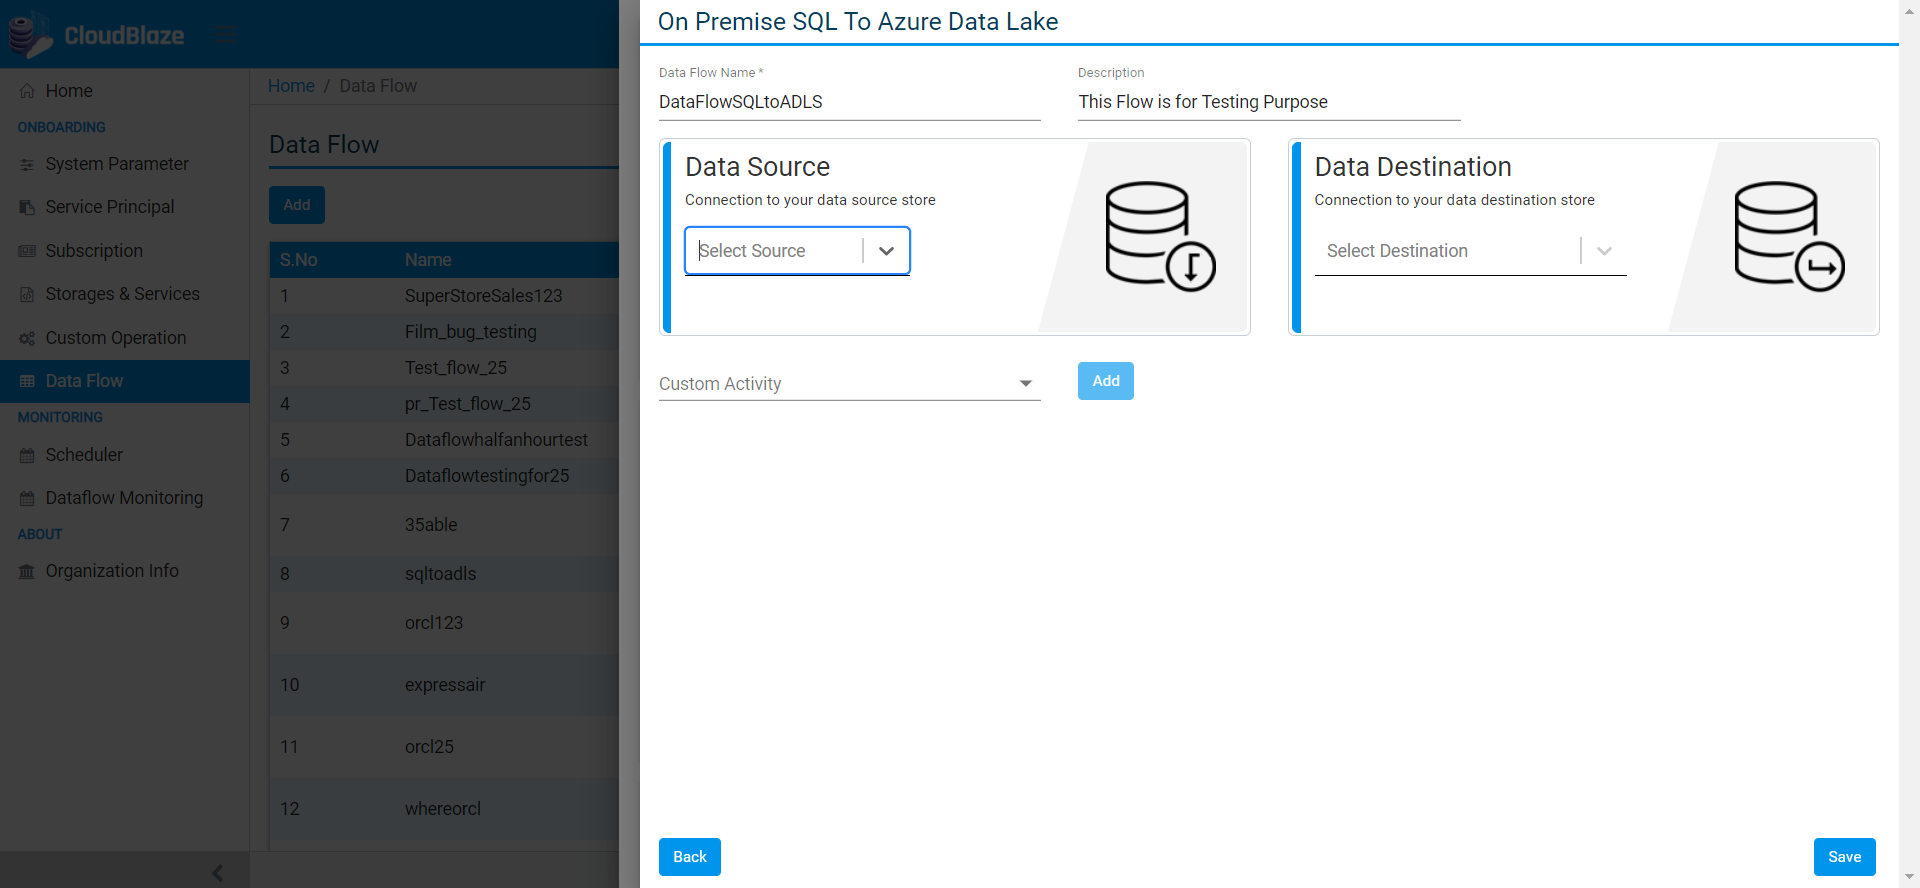 CloudBlaze
Home
ONBOARDING
System Parameter
Service Principal
Subscription
Storages & Services
Custom Operation
Data Flow
MONITORING
Scheduler
Dataflow Monitoring
ABOUT
Organization Info
Home / Data Flow
Data Flow
Add
S.No Name
1 SuperStoreSales123
2 Film_bug_testing
3 Test_flow_25
4 pr_Test_flow_25
5 Dataflowhalfanhourtest
6 Dataflowtestingfor25
7 35able
8 sqltoadls
9 orcl123
10 expressair
11 orcl25
12 whereorcl
On Premise SQL To Azure Data Lake
Data Flow Name *
DataFlowSQLtoADLS
Description
This Flow is for Testing Purpose
Data Source
Connection to your data source store
Select Source
Data Destination
Connection to your data destination store
Select Destination
Custom Activity
Add
Back
Save